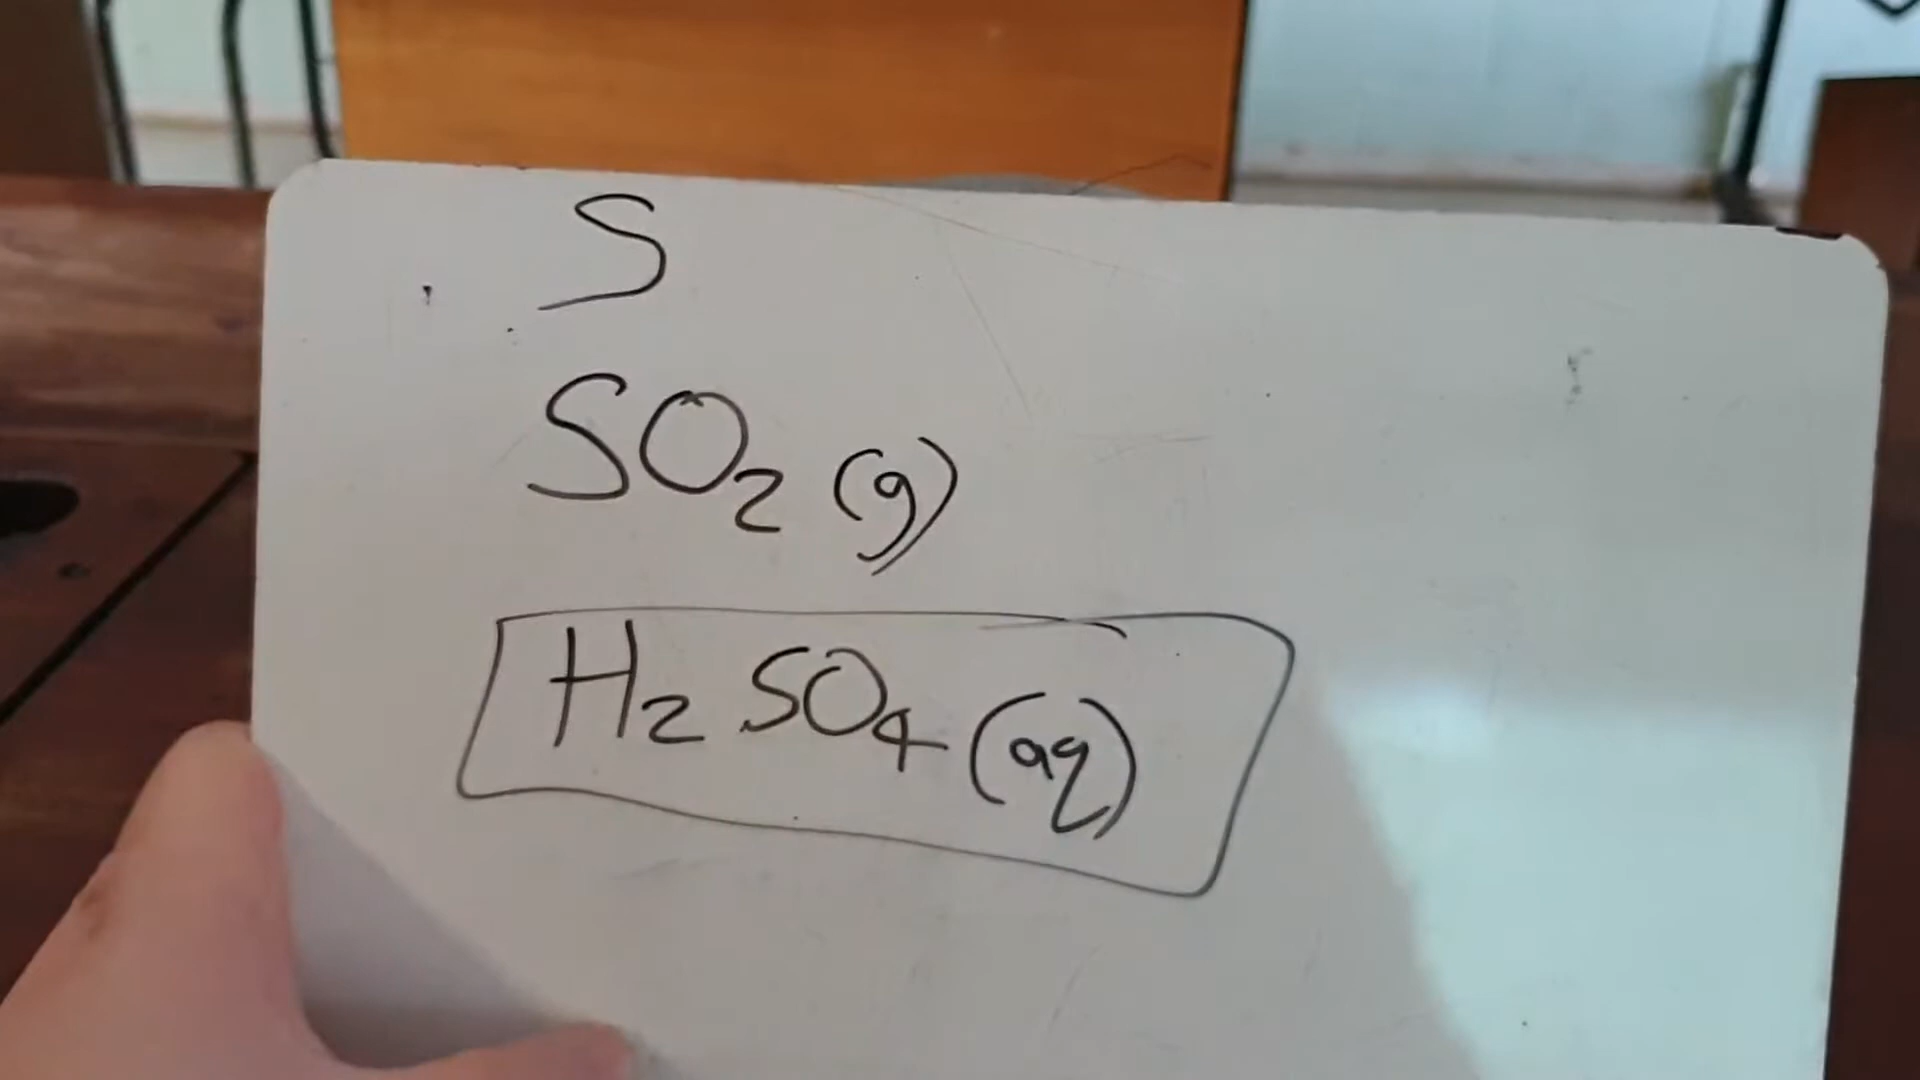 S
SO₂ (g)
H₂SO₄ (aq)